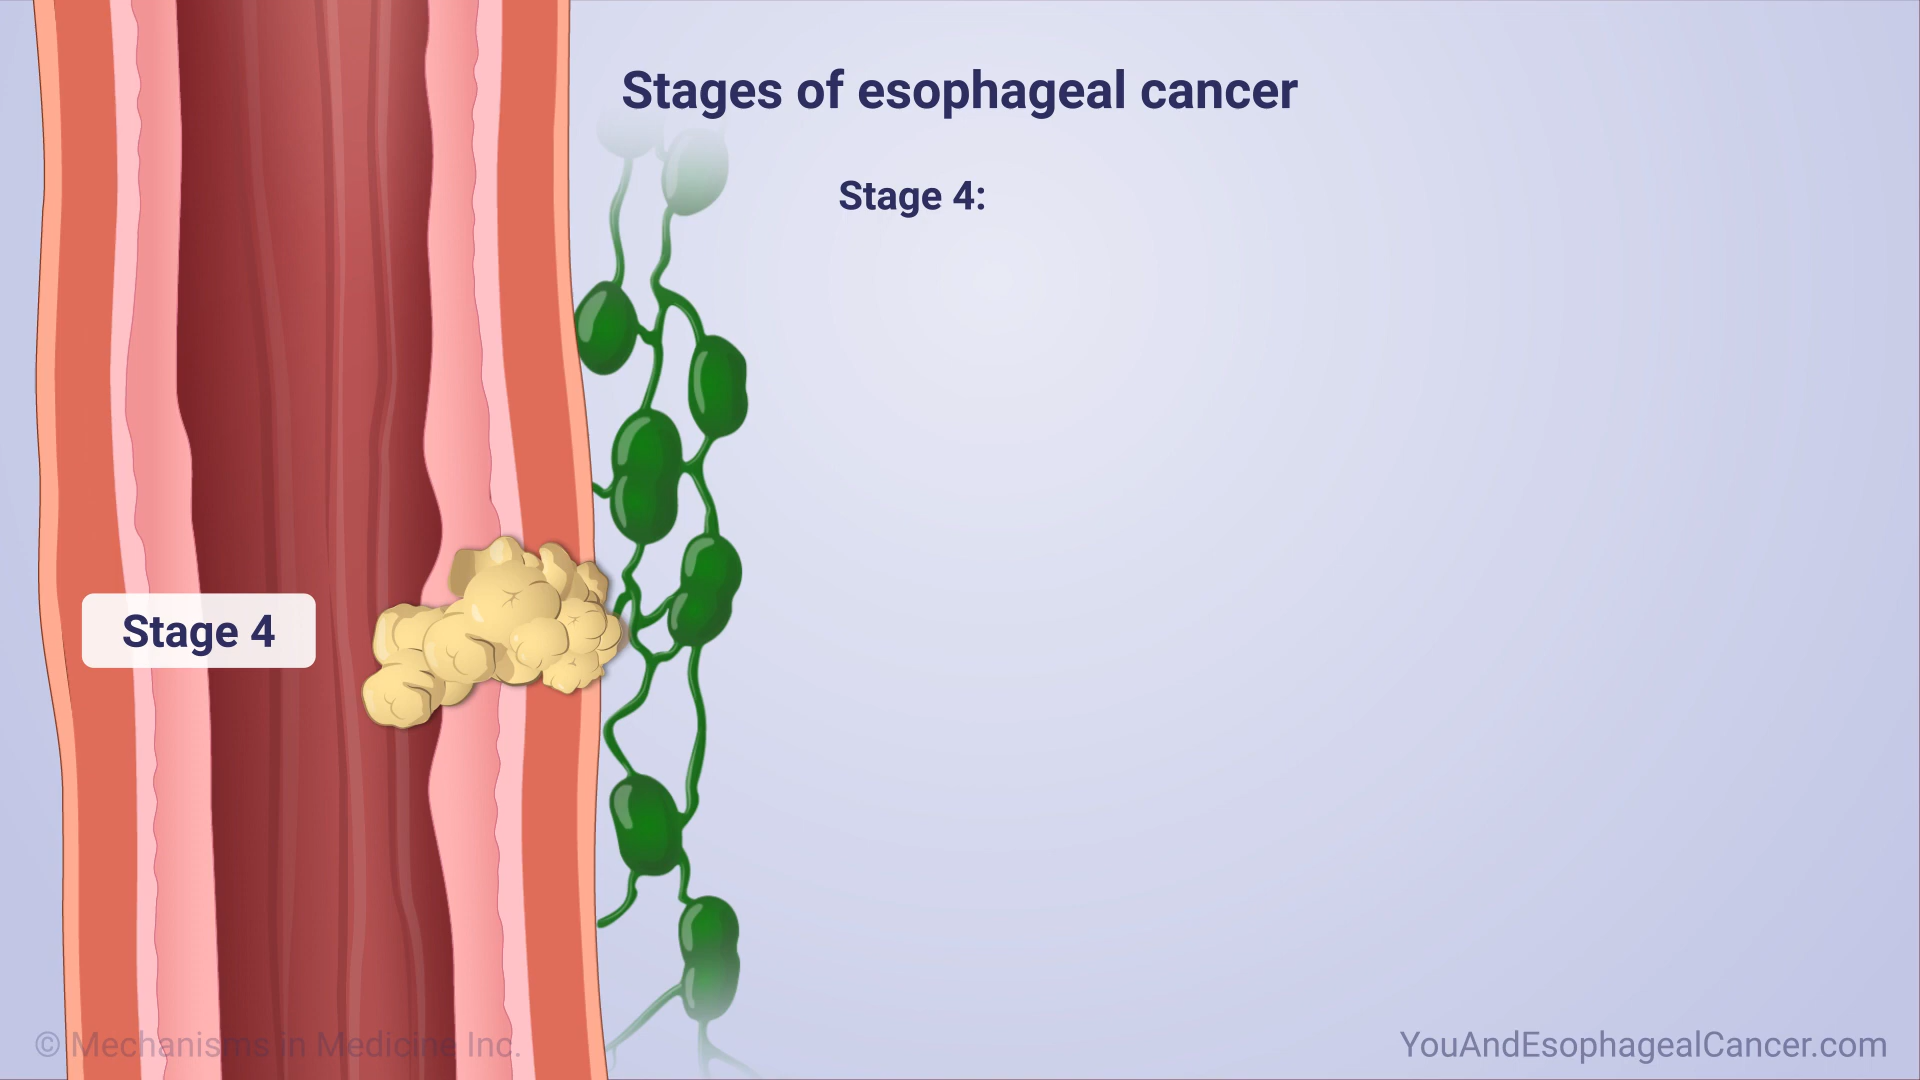 Stages of esophageal cancer
Stage 4:
Stage 4
© Mechanisms in Medicine Inc.
YouAndEsophagealCancer.com